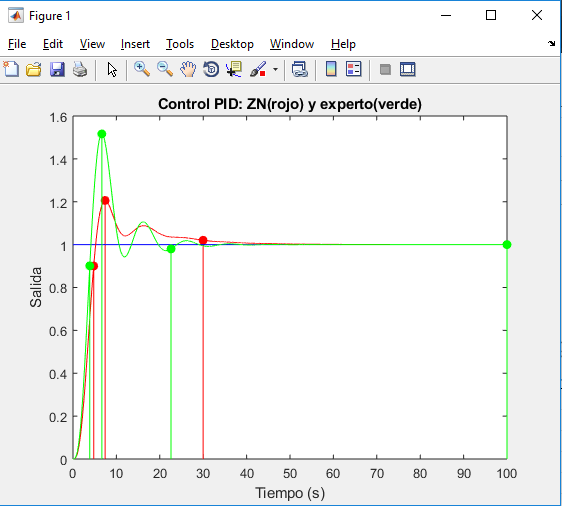 Figure 1
File Edit View Insert Tools Desktop Window Help
Control PID: ZN(rojo) y experto(verde)
1.6
1.4
1.2
1
0.8
0.6
0.4
0.2
0
Salida
0 10 20 30 40 50 60 70 80 90 100
Tiempo (s)